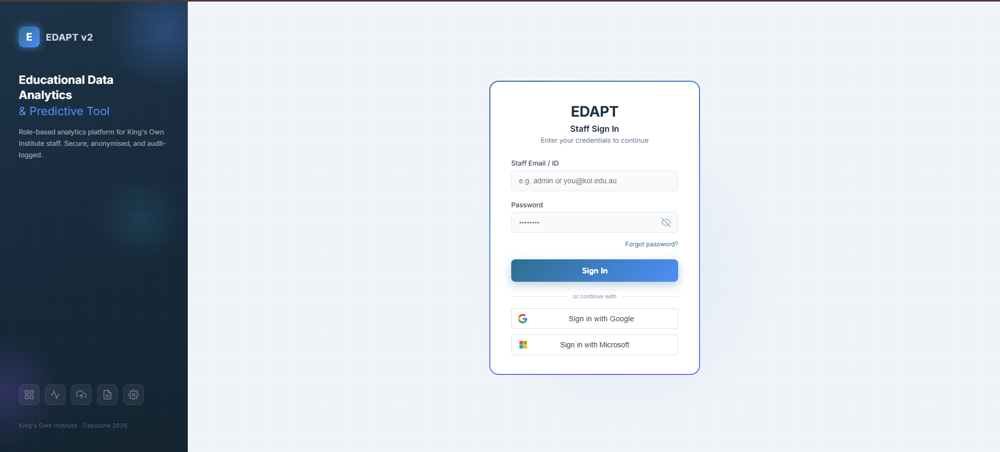 E
EDAPT v2
Educational Data
Analytics
& Predictive Tool
Role-based analytics platform for King's Own
Institute staff. Secure, anonymised, and audit-
logged.
King's Own Institute · Capstone 2026
EDAPT
Staff Sign In
Enter your credentials to continue
Staff Email / ID
e.g. admin or you@koi.edu.au
Password
••••••••
Forgot password?
Sign In
or continue with
Sign in with Google
Sign in with Microsoft